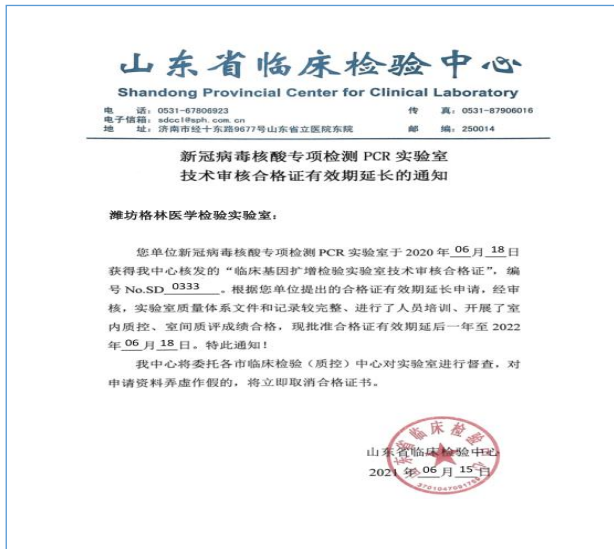 山东省临床检验中心
Shandong Provincial Center for Clinical Laboratory
电 话：0531-67806923 传 真：0531-87906016
电子信箱：sdccl@sph.com.cn
地 址：济南市经十东路9677号山东省立医院东院 邮 编：250014
新冠病毒核酸专项检测 PCR 实验室
技术审核合格证有效期延长的通知
潍坊格林医学检验实验室：
您单位新冠病毒核酸专项检测 PCR 实验室于 2020 年 06 月 18 日
获得我中心核发的“临床基因扩增检验实验室技术审核合格证”，编
号 No.SD 0333 。根据您单位提出的合格证有效期延长申请，经审
核，实验室质量体系文件和记录较完整、进行了人员培训、开展了室
内质控、室间质评成绩合格，现批准合格证有效期延后一年至 2022
年 06 月 18 日。特此通知！
我中心将委托各市临床检验（质控）中心对实验室进行督查，对
申请资料弄虚作假的，将立即取消合格证书。
山东省临床检验中心
2021 年 06 月 15 日
山东省临床检验中心